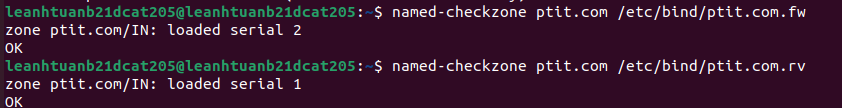 leanhtuanb21dcat205@leanhtuanb21dcat205:~$ named-checkzone ptit.com /etc/bind/ptit.com.fw
zone ptit.com/IN: loaded serial 2
OK
leanhtuanb21dcat205@leanhtuanb21dcat205:~$ named-checkzone ptit.com /etc/bind/ptit.com.rv
zone ptit.com/IN: loaded serial 1
OK